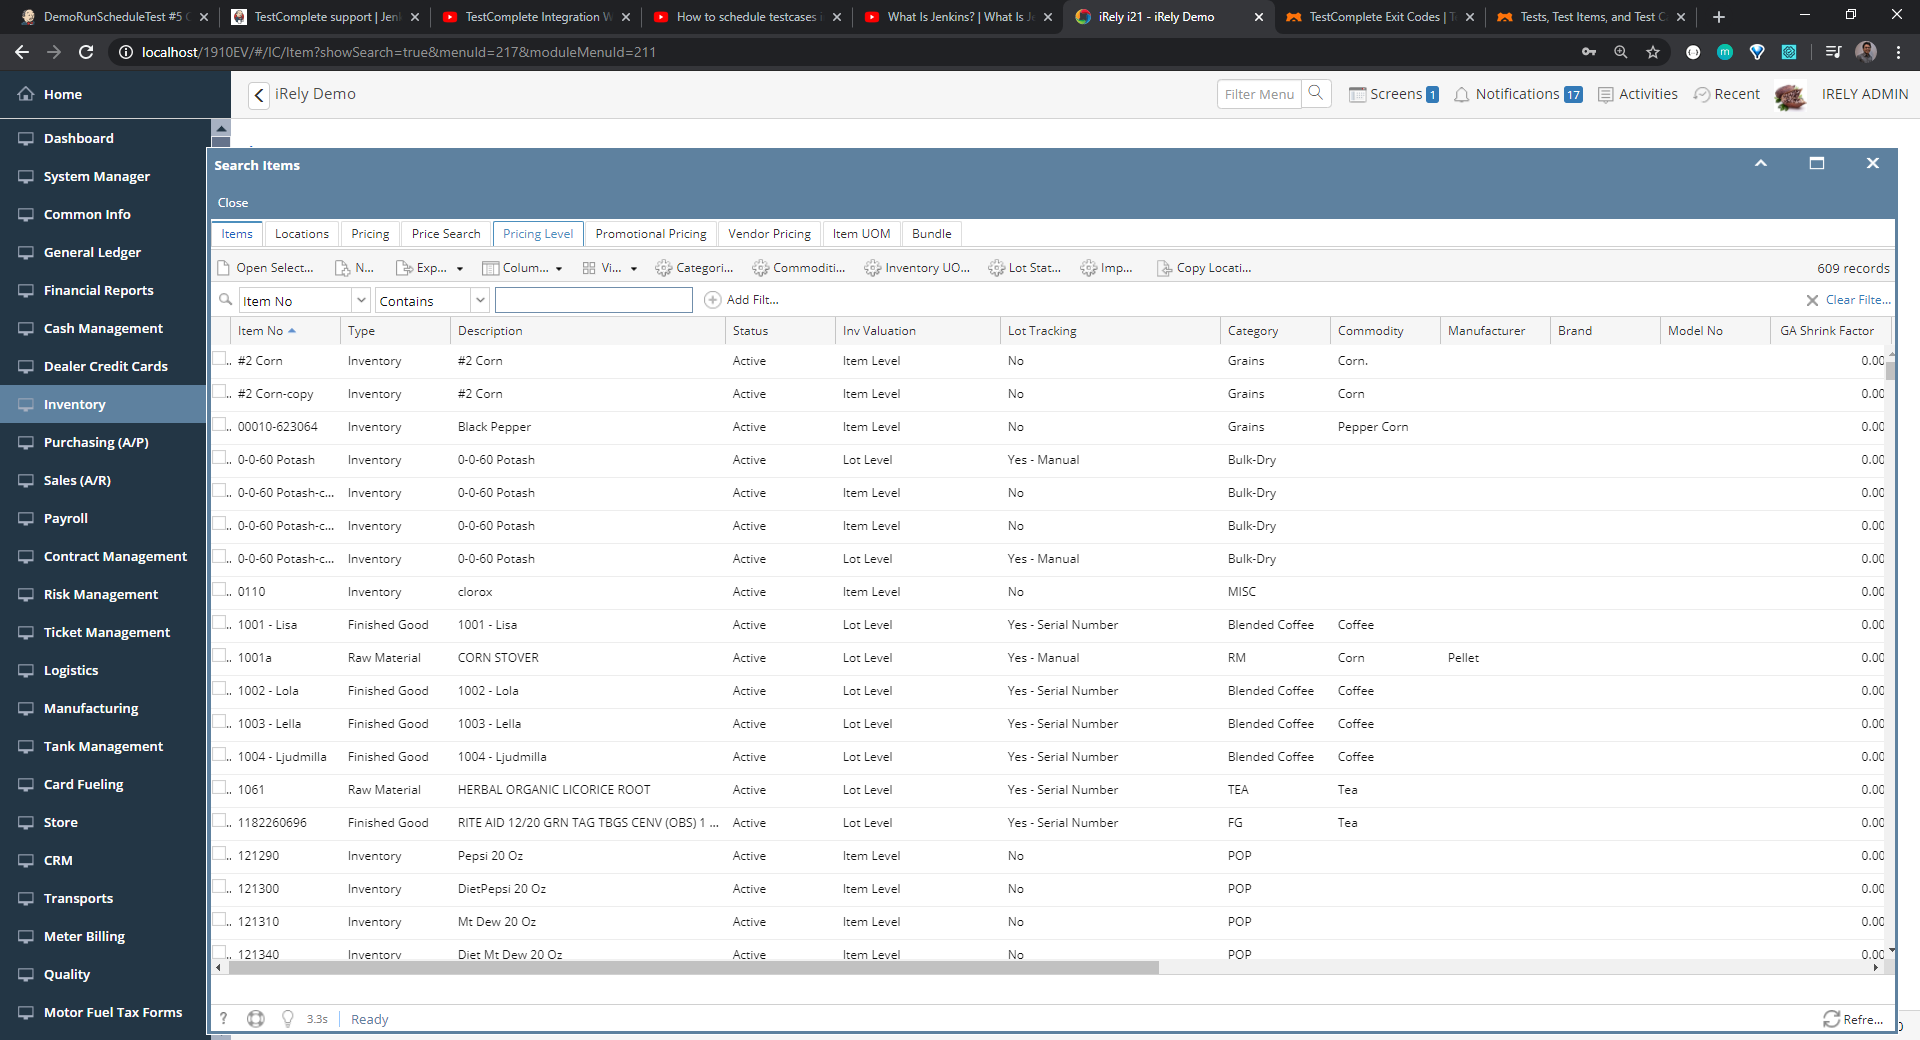 DemoRunScheduleTest #5 C
TestComplete support | Jen
TestComplete Integration W
How to schedule testcases i
What Is Jenkins? | What Is J
iRely i21 - iRely Demo
TestComplete Exit Codes | T
Tests, Test Items, and Test C
localhost/1910EV/#/IC/Item?showSearch=true&menuId=217&moduleMenuId=211
Home
iRely Demo
Filter Menu
Screens 1
Notifications 17
Activities
Recent
IRELY ADMIN
Dashboard
System Manager
Common Info
General Ledger
Financial Reports
Cash Management
Dealer Credit Cards
Inventory
Purchasing (A/P)
Sales (A/R)
Payroll
Contract Management
Risk Management
Ticket Management
Logistics
Manufacturing
Tank Management
Card Fueling
Store
CRM
Transports
Meter Billing
Quality
Motor Fuel Tax Forms
Search Items
Close
Items Locations Pricing Price Search Pricing Level Promotional Pricing Vendor Pricing Item UOM Bundle
Open Select... N... Exp... Colum... Vi... Categori... Commoditi... Inventory UO... Lot Stat... Imp... Copy Locati... 609 records
Item No Contains Add Filt... Clear Filte...
Item No Type Description Status Inv Valuation Lot Tracking Category Commodity Manufacturer Brand Model No GA Shrink Factor
#2 Corn Inventory #2 Corn Active Item Level No Grains Corn. 0.00
#2 Corn-copy Inventory #2 Corn Active Item Level No Grains Corn 0.00
00010-623064 Inventory Black Pepper Active Item Level No Grains Pepper Corn 0.00
0-0-60 Potash Inventory 0-0-60 Potash Active Lot Level Yes - Manual Bulk-Dry 0.00
0-0-60 Potash-c... Inventory 0-0-60 Potash Active Item Level No Bulk-Dry 0.00
0-0-60 Potash-c... Inventory 0-0-60 Potash Active Item Level No Bulk-Dry 0.00
0-0-60 Potash-c... Inventory 0-0-60 Potash Active Lot Level Yes - Manual Bulk-Dry 0.00
0110 Inventory clorox Active Item Level No MISC 0.00
1001 - Lisa Finished Good 1001 - Lisa Active Lot Level Yes - Serial Number Blended Coffee Coffee 0.00
1001a Raw Material CORN STOVER Active Lot Level Yes - Manual RM Corn Pellet 0.00
1002 - Lola Finished Good 1002 - Lola Active Lot Level Yes - Serial Number Blended Coffee Coffee 0.00
1003 - Lella Finished Good 1003 - Lella Active Lot Level Yes - Serial Number Blended Coffee Coffee 0.00
1004 - Ljudmilla Finished Good 1004 - Ljudmilla Active Lot Level Yes - Serial Number Blended Coffee Coffee 0.00
1061 Raw Material HERBAL ORGANIC LICORICE ROOT Active Lot Level Yes - Serial Number TEA Tea 0.00
1182260696 Finished Good RITE AID 12/20 GRN TAG TBGS CENV (OBS) 1 ... Active Lot Level Yes - Serial Number FG Tea 0.00
121290 Inventory Pepsi 20 Oz Active Item Level No POP 0.00
121300 Inventory DietPepsi 20 Oz Active Item Level No POP 0.00
121310 Inventory Mt Dew 20 Oz Active Item Level No POP 0.00
121340 Inventory Diet Mt Dew 20 Oz Active Item Level No POP 0.00
? 3.3s Ready Refre...